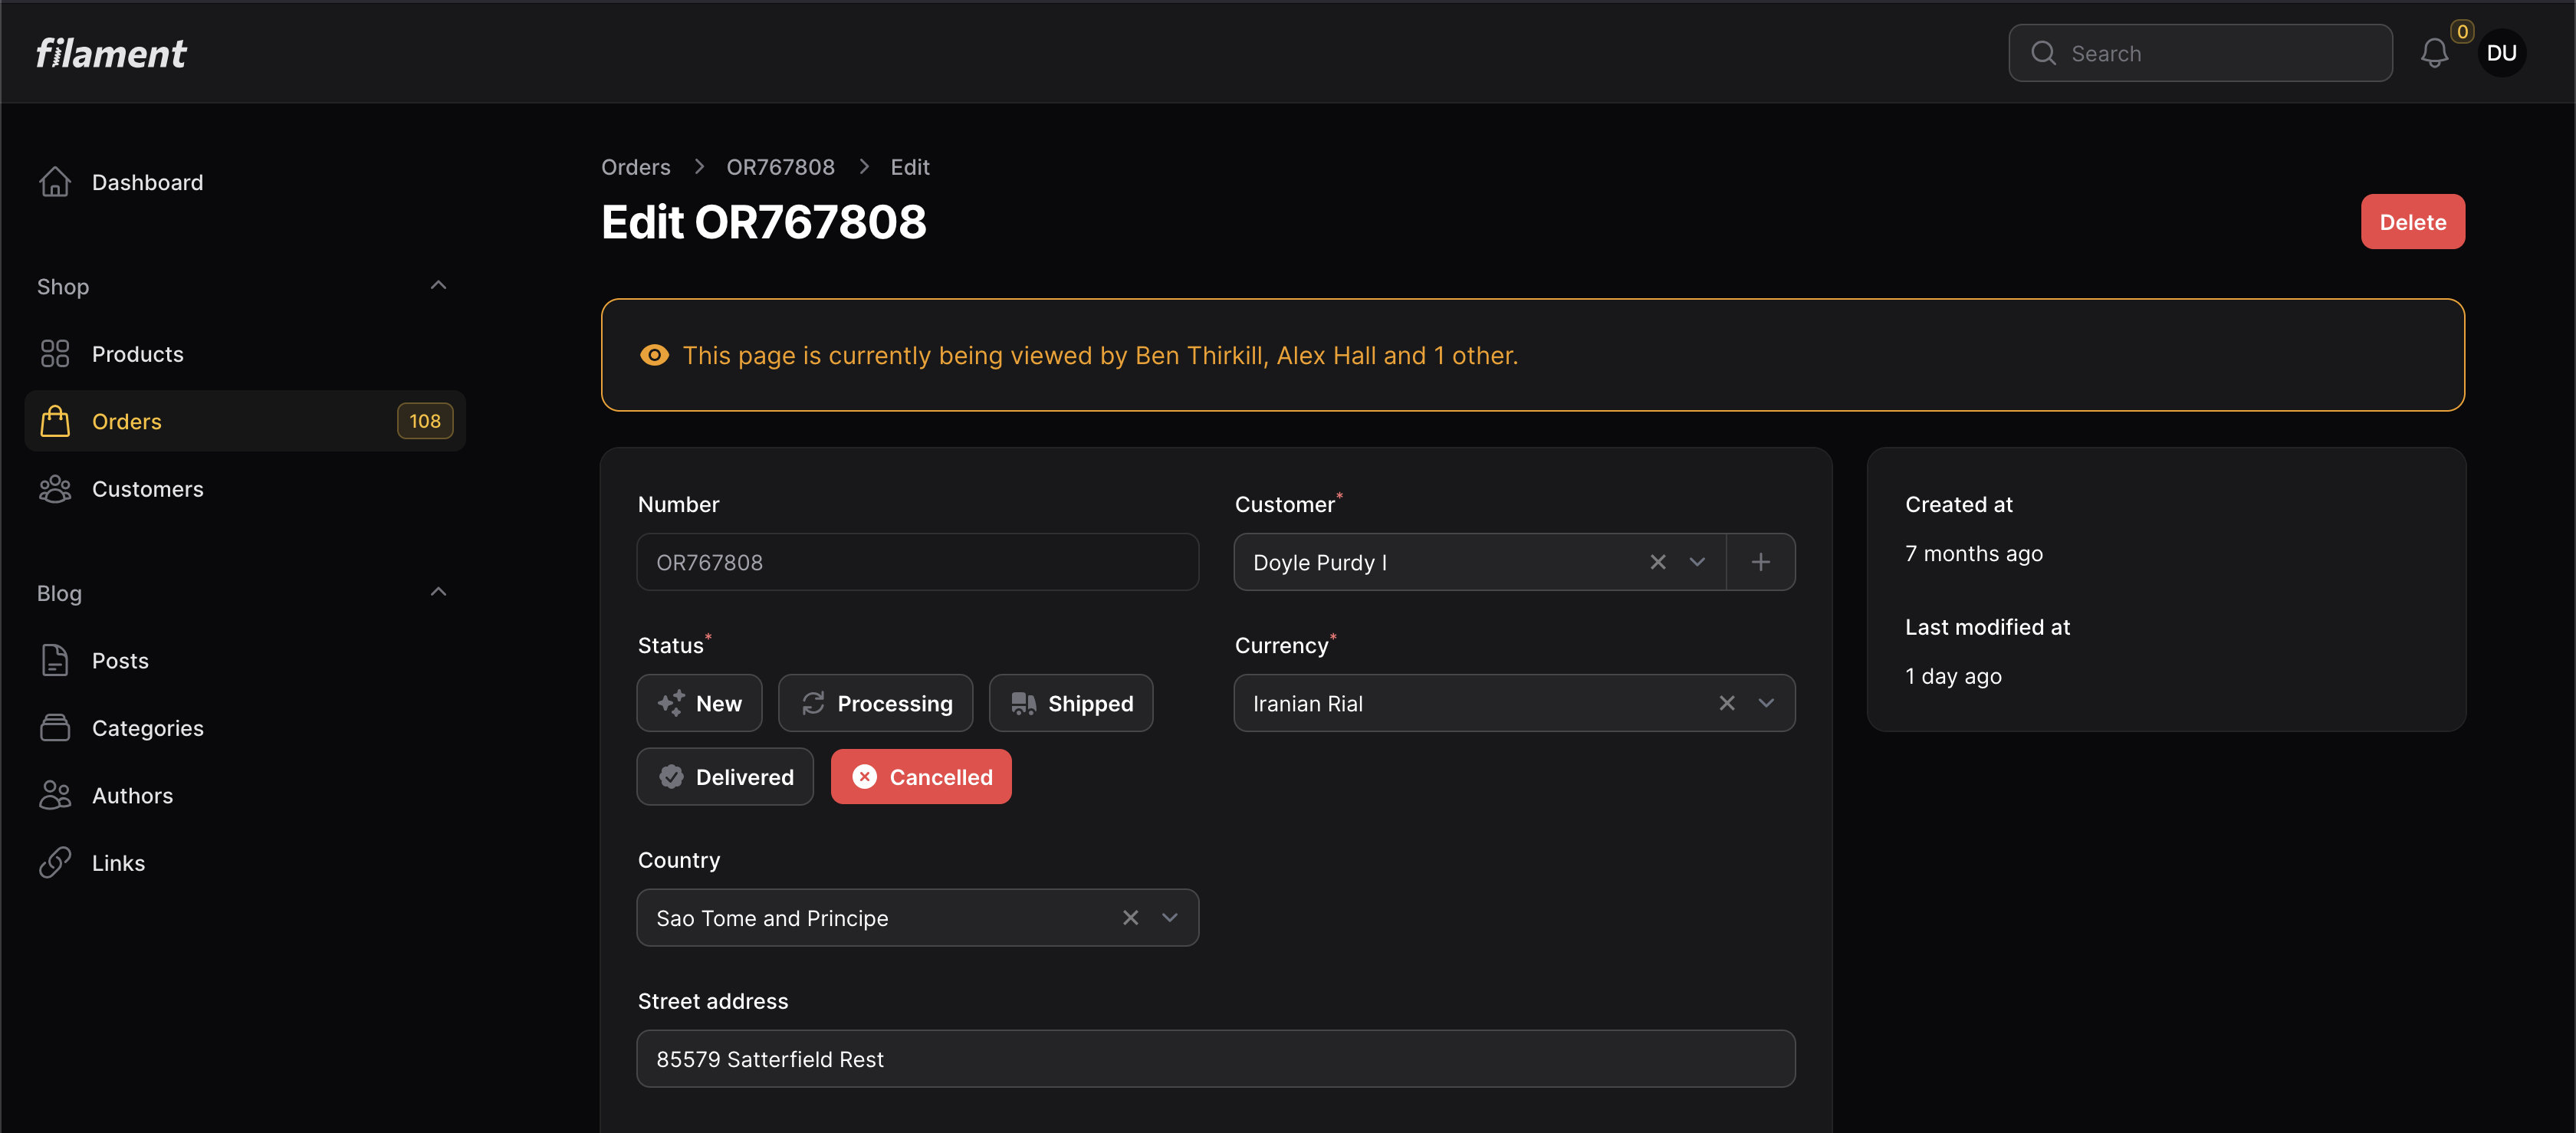 filament
Search
0
DU
Dashboard
Shop
Products
Orders 108
Customers
Blog
Posts
Categories
Authors
Links
Orders > OR767808 > Edit
Edit OR767808
Delete
This page is currently being viewed by Ben Thirkill, Alex Hall and 1 other.
Number
OR767808
Customer*
Doyle Purdy I
Status*
New Processing Shipped
Delivered Cancelled
Currency*
Iranian Rial
Country
Sao Tome and Principe
Street address
85579 Satterfield Rest
Created at
7 months ago
Last modified at
1 day ago